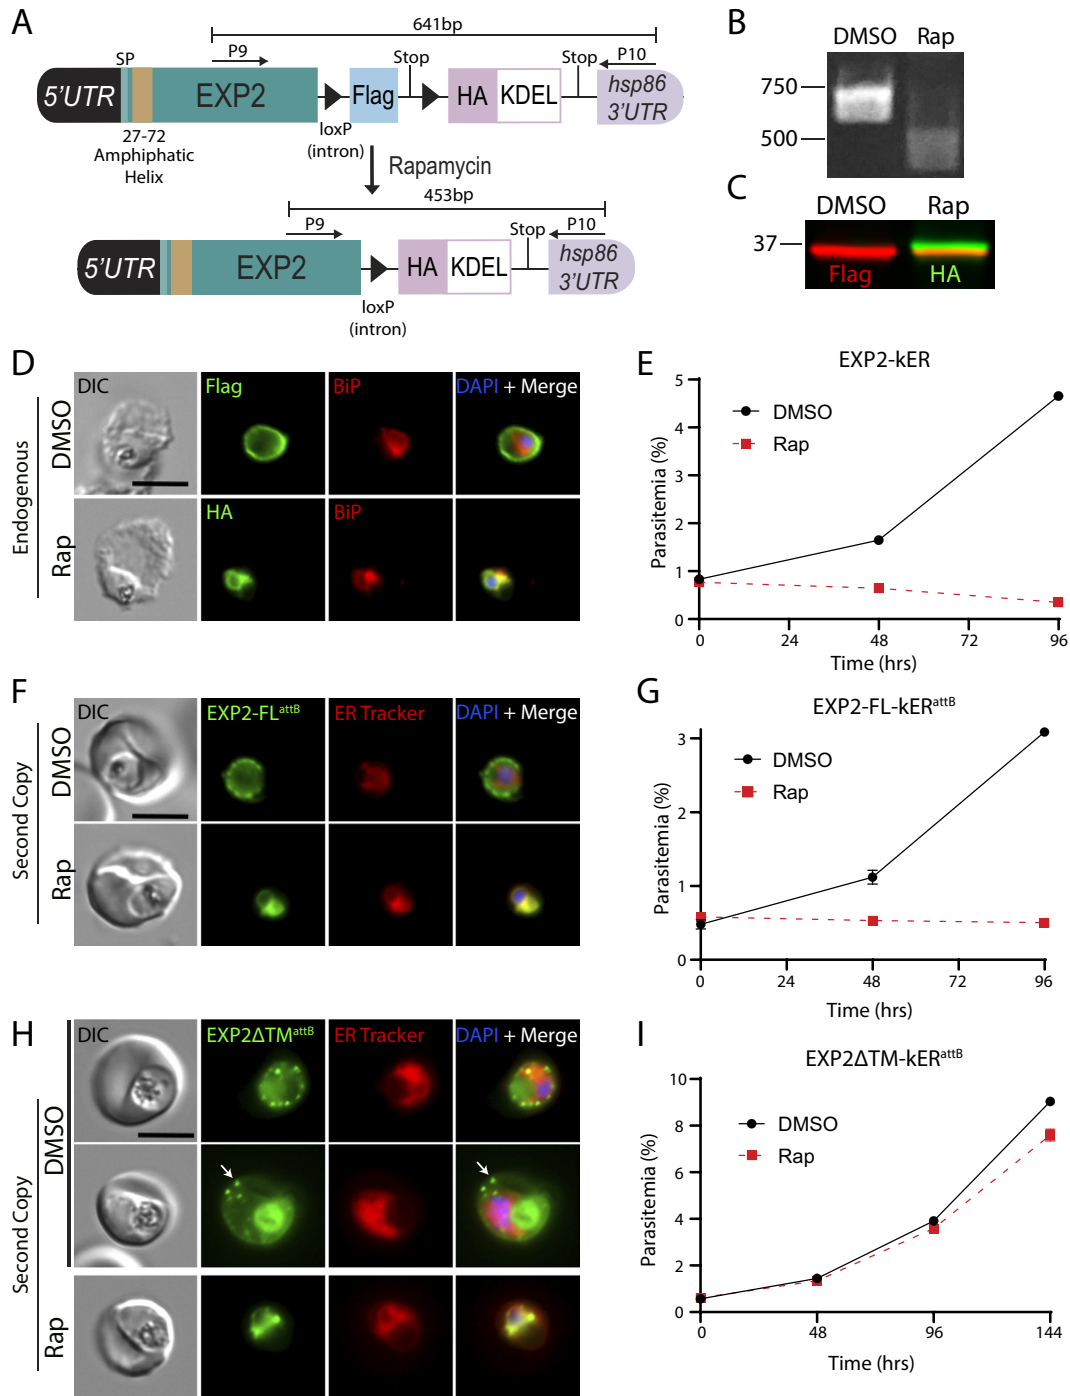 A
641bp
P9
SP
Stop
Stop
P10
5'UTR
EXP2
Flag
HA
KDEL
hsp86
3'UTR
27-72
Amphiphatic
Helix
loxP
(intron)
Rapamycin
453bp
P9
Stop
P10
5'UTR
EXP2
HA
KDEL
hsp86
3'UTR
loxP
(intron)
B
DMSO
Rap
750
500
C
DMSO
Rap
37
Flag
HA
D
Endogenous
DMSO
Rap
DIC
Flag
BiP
DAPI + Merge
HA
BiP
E
EXP2-kER
Parasitemia (%)
5
4
3
2
1
0
DMSO
Rap
0
24
48
72
96
Time (hrs)
F
Second Copy
DMSO
Rap
DIC
EXP2-FLattB
ER Tracker
DAPI + Merge
G
EXP2-FL-kERattB
Parasitemia (%)
3
2
1
0
DMSO
Rap
0
24
48
72
96
Time (hrs)
H
Second Copy
DMSO
Rap
DIC
EXP2ΔTMattB
ER Tracker
DAPI + Merge
I
EXP2ΔTM-kERattB
Parasitemia (%)
10
8
6
4
2
0
DMSO
Rap
0
48
96
144
Time (hrs)